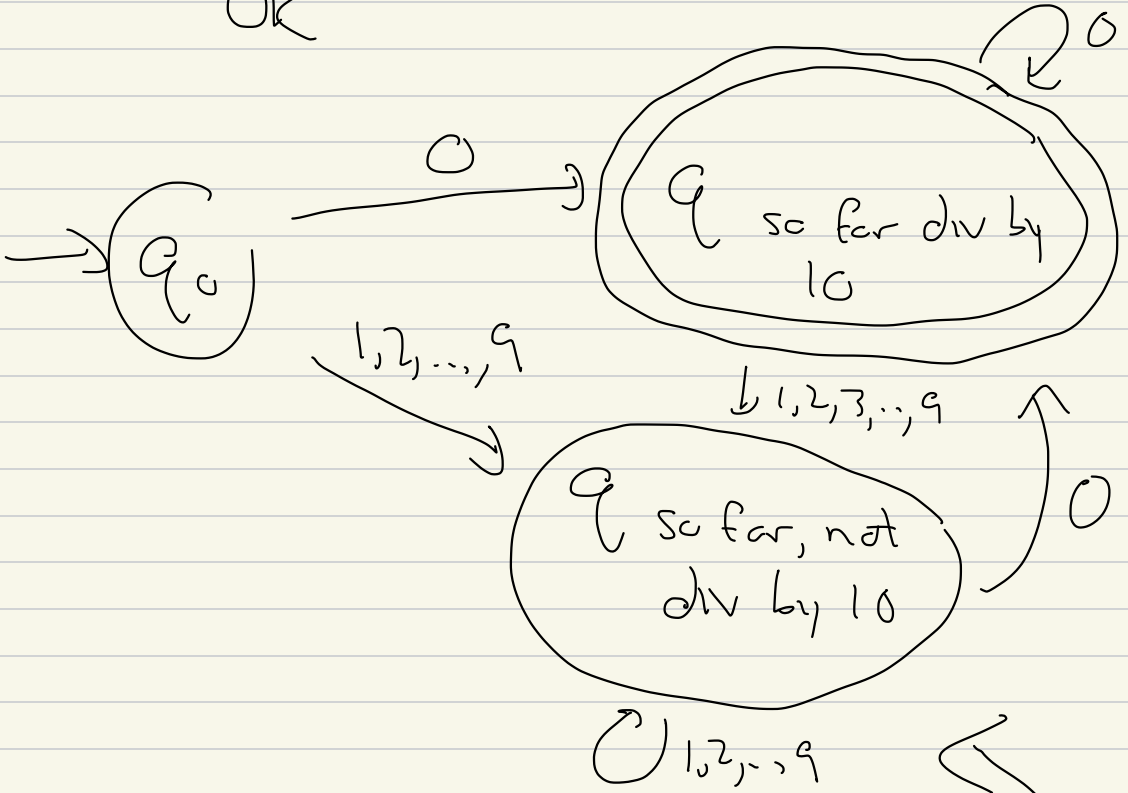 OK
0
0
q so far div by
10
q0
1,2,...,9
↓ 1,2,3,..,9
q so far, not
div by 10
0
1,2,..,9